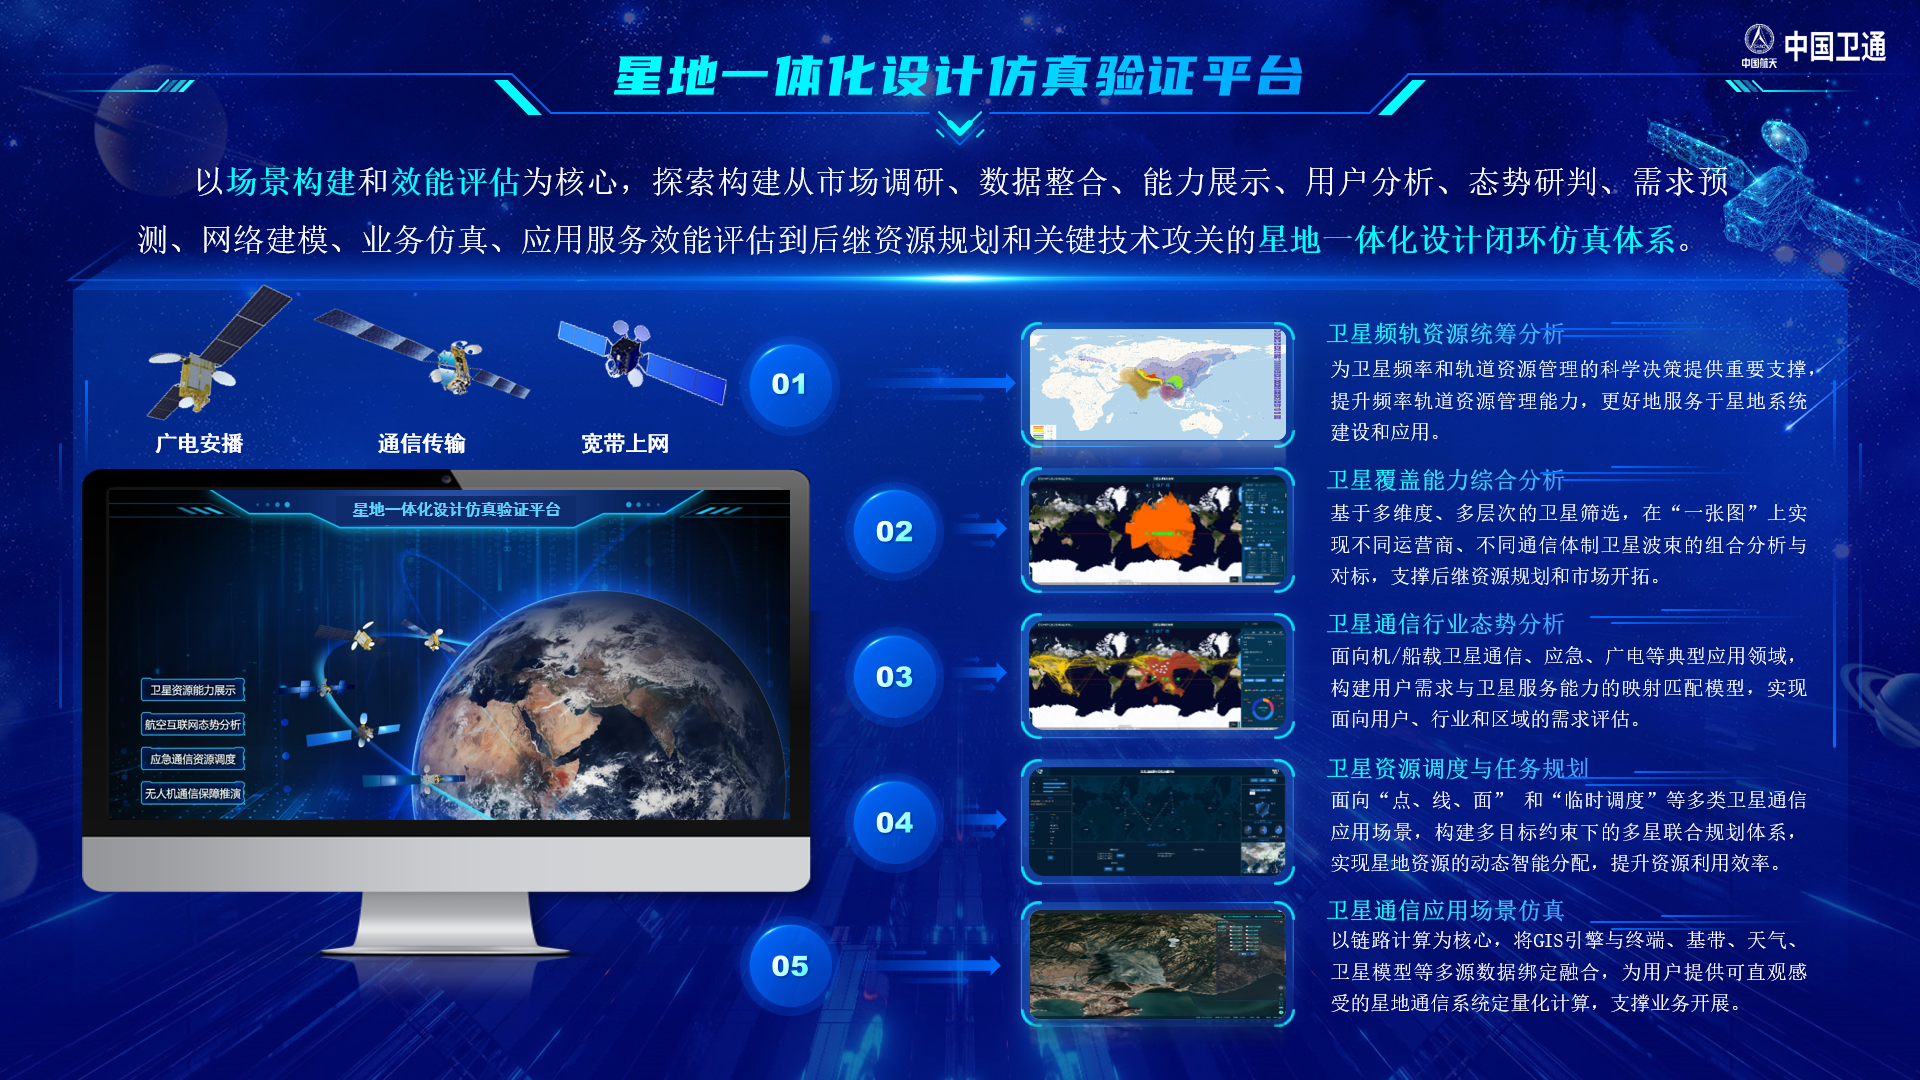 星地一体化设计仿真验证平台
中国航天
中国卫通
以场景构建和效能评估为核心，探索构建从市场调研、数据整合、能力展示、用户分析、态势研判、需求预
测、网络建模、业务仿真、应用服务效能评估到后继资源规划和关键技术攻关的星地一体化设计闭环仿真体系。
广电安播
通信传输
宽带上网
星地一体化设计仿真验证平台
卫星资源能力展示
航空互联网态势分析
应急通信资源调度
无人机通信保障推演
01
卫星频轨资源统筹分析
为卫星频率和轨道资源管理的科学决策提供重要支撑，
提升频率轨道资源管理能力，更好地服务于星地系统
建设和应用。
02
卫星覆盖能力综合分析
基于多维度、多层次的卫星筛选，在“一张图”上实
现不同运营商、不同通信体制卫星波束的组合分析与
对标，支撑后继资源规划和市场开拓。
03
卫星通信行业态势分析
面向机/船载卫星通信、应急、广电等典型应用领域，
构建用户需求与卫星服务能力的映射匹配模型，实现
面向用户、行业和区域的需求评估。
04
卫星资源调度与任务规划
面向“点、线、面” 和“临时调度”等多类卫星通信
应用场景，构建多目标约束下的多星联合规划体系，
实现星地资源的动态智能分配，提升资源利用效率。
05
卫星通信应用场景仿真
以链路计算为核心，将GIS引擎与终端、基带、天气、
卫星模型等多源数据绑定融合，为用户提供可直观感
受的星地通信系统定量化计算，支撑业务开展。